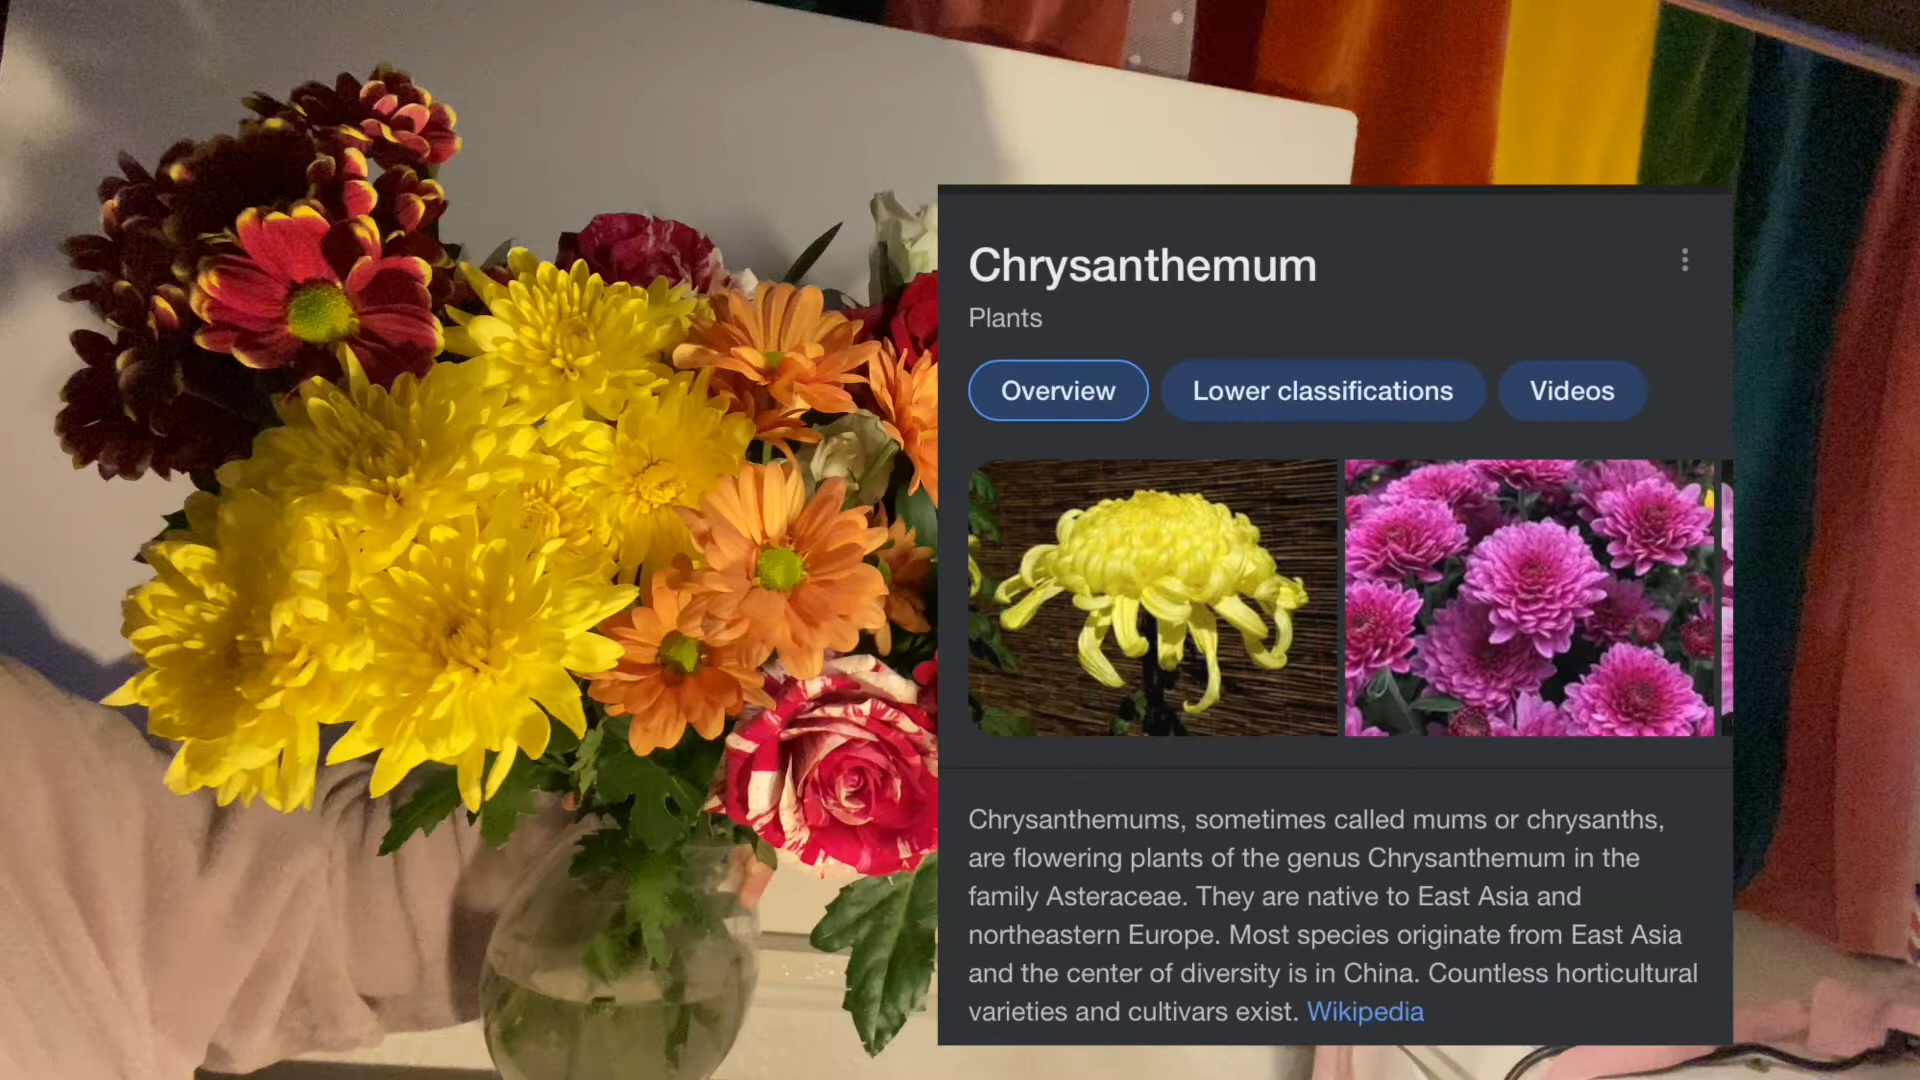 Chrysanthemum
Plants
Overview
Lower classifications
Videos
Chrysanthemums, sometimes called mums or chrysanths,
are flowering plants of the genus Chrysanthemum in the
family Asteraceae. They are native to East Asia and
northeastern Europe. Most species originate from East Asia
and the center of diversity is in China. Countless horticultural
varieties and cultivars exist. Wikipedia